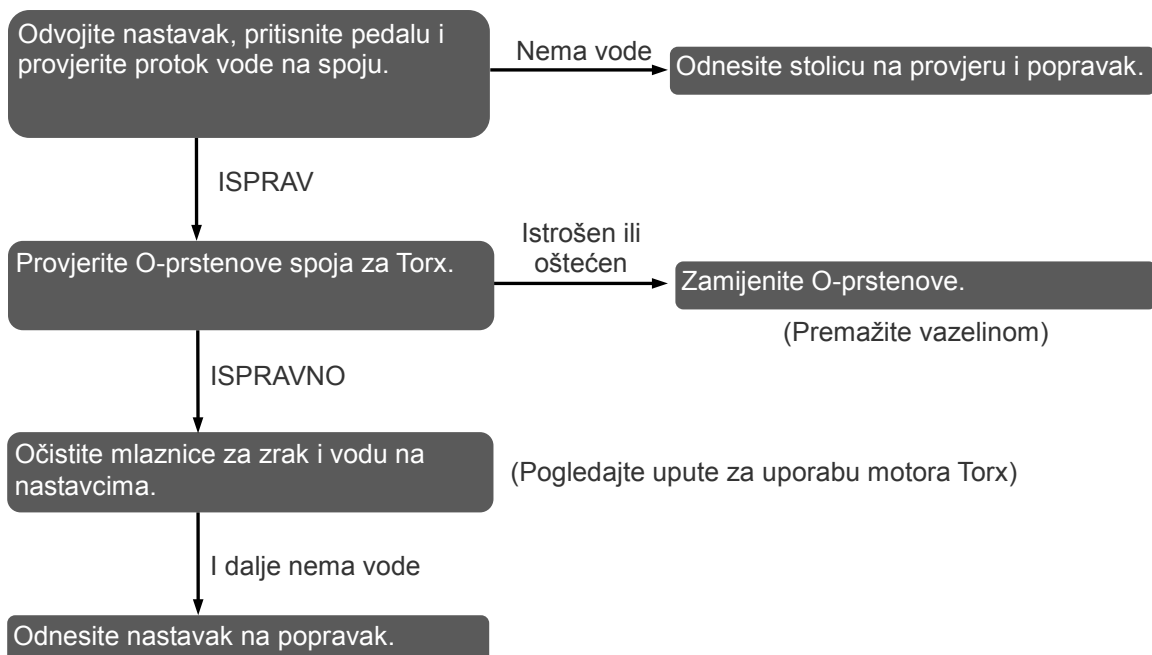 Odvojite nastavak, pritisnite pedalu i
provjerite protok vode na spoju.
Nema vode
Odnesite stolicu na provjeru i popravak.
ISPRAV
Provjerite O-prstenove spoja za Torx.
Istrošen ili
oštećen
Zamijenite O-prstenove.
(Premažite vazelinom)
ISPRAVNO
Očistite mlaznice za zrak i vodu na
nastavcima.
(Pogledajte upute za uporabu motora Torx)
I dalje nema vode
Odnesite nastavak na popravak.